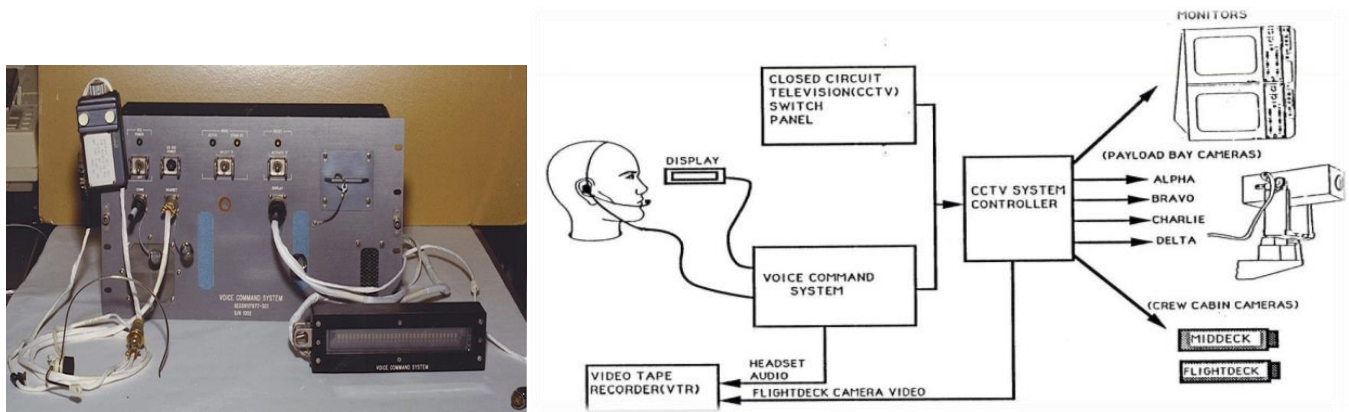 VOICE COMMAND SYSTEM
S/N 1002
VOICE COMMAND SYSTEM
MONITORS
CLOSED CIRCUIT
TELEVISION(CCTV)
SWITCH
PANEL
DISPLAY
(PAYLOAD BAY CAMERAS)
ALPHA
BRAVO
CHARLIE
DELTA
CCTV SYSTEM
CONTROLLER
VOICE COMMAND
SYSTEM
(CREW CABIN CAMERAS)
MIDDECK
FLIGHTDECK
HEADSET
AUDIO
VIDEO TAPE
RECORDER(VTR)
FLIGHTDECK CAMERA VIDEO